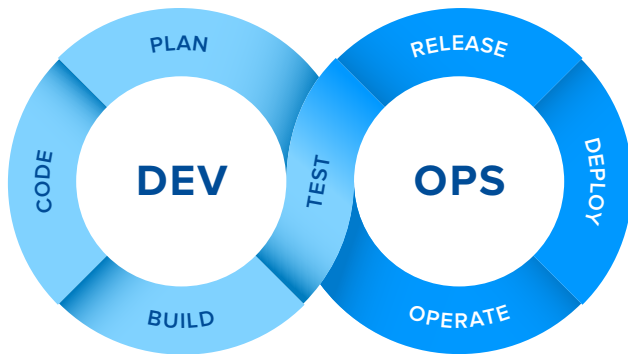 PLAN
CODE
DEV
BUILD
TEST
RELEASE
OPS
DEPLOY
OPERATE